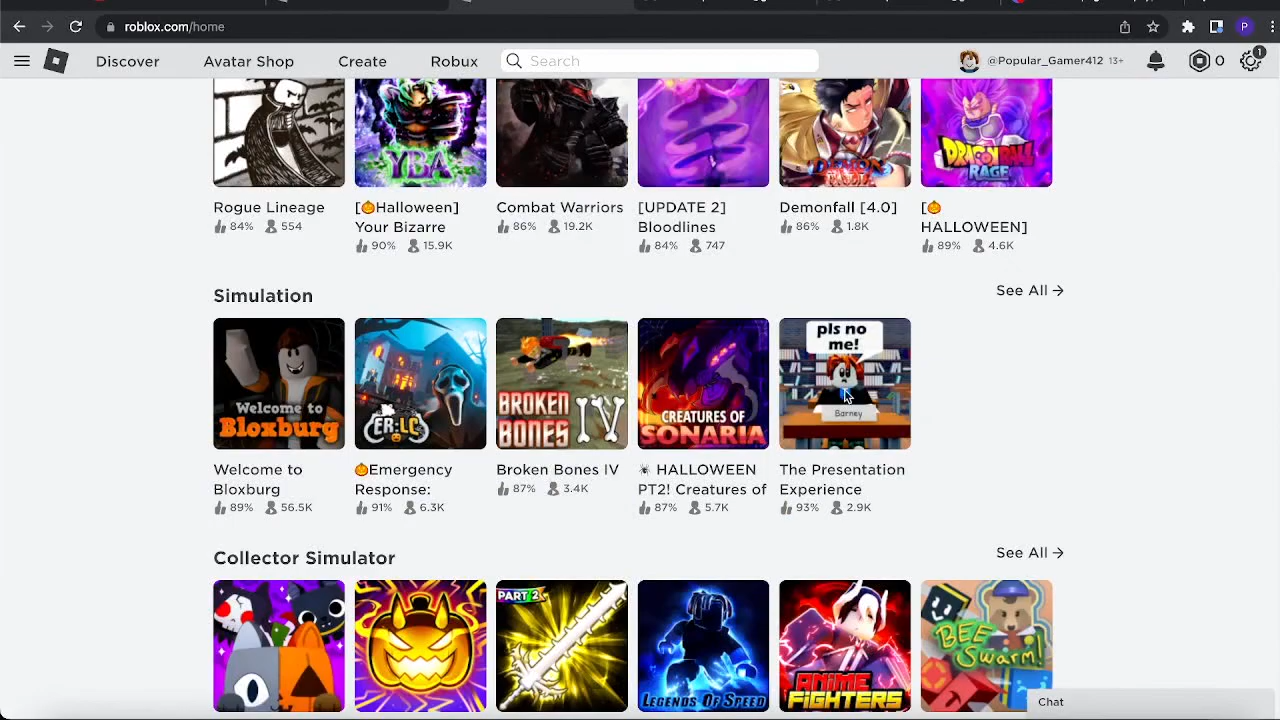 roblox.com/home
P
Discover
Avatar Shop
Create
Robux
Search
@Popular_Gamer412 13+
0
1
YBA
DRAGON BALL
RAGE
Rogue Lineage
84% 554
[🎃Halloween]
Your Bizarre
90% 15.9K
Combat Warriors
86% 19.2K
[UPDATE 2]
Bloodlines
84% 747
Demonfall [4.0]
86% 1.8K
[🎃
HALLOWEEN]
89% 4.6K
Simulation
See All →
Welcome to
Bloxburg
ER:LC
BROKEN
BONES IV
CREATURES OF
SONARIA
pls no
me!
Barney
Welcome to
Bloxburg
89% 56.5K
🎃Emergency
Response:
91% 6.3K
Broken Bones IV
87% 3.4K
🕷 HALLOWEEN
PT2! Creatures of
87% 5.7K
The Presentation
Experience
93% 2.9K
Collector Simulator
See All →
PART 2
LEGENDS OF SPEED
ANIME
FIGHTERS
BEE
SWARM!
Chat